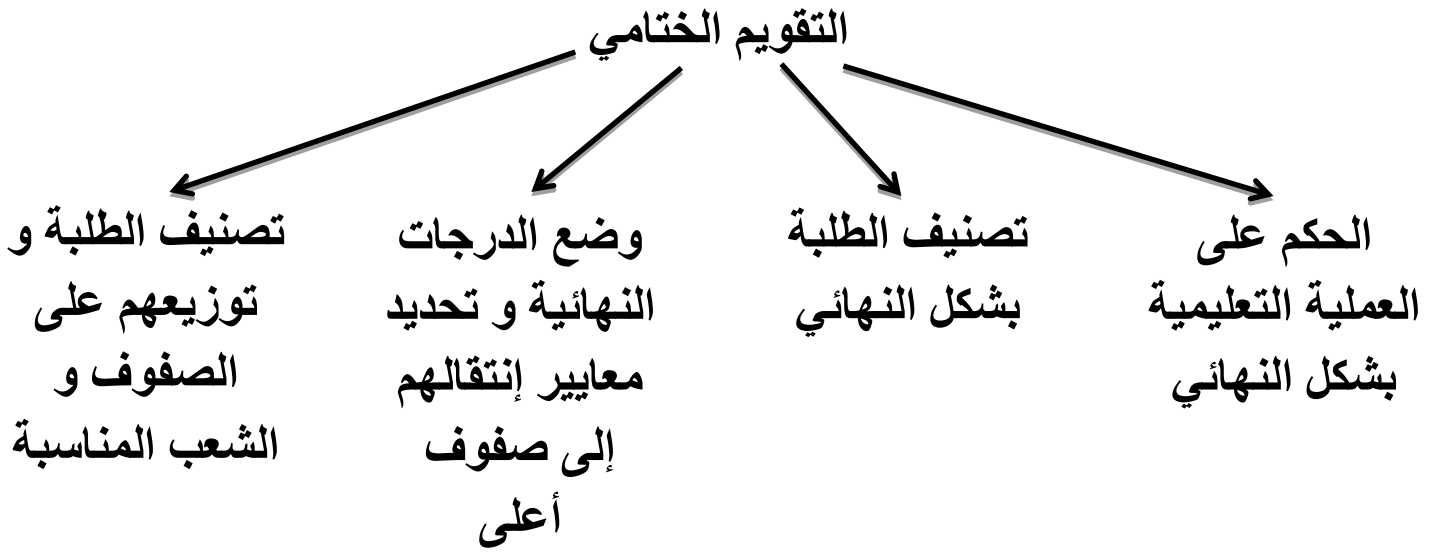 التقويم الختامي
الحكم على
العملية التعليمية
بشكل النهائي
تصنيف الطلبة
بشكل النهائي
وضع الدرجات
النهائية و تحديد
معايير إنتقالهم
إلى صفوف
أعلى
تصنيف الطلبة و
توزيعهم على
الصفوف و
الشعب المناسبة